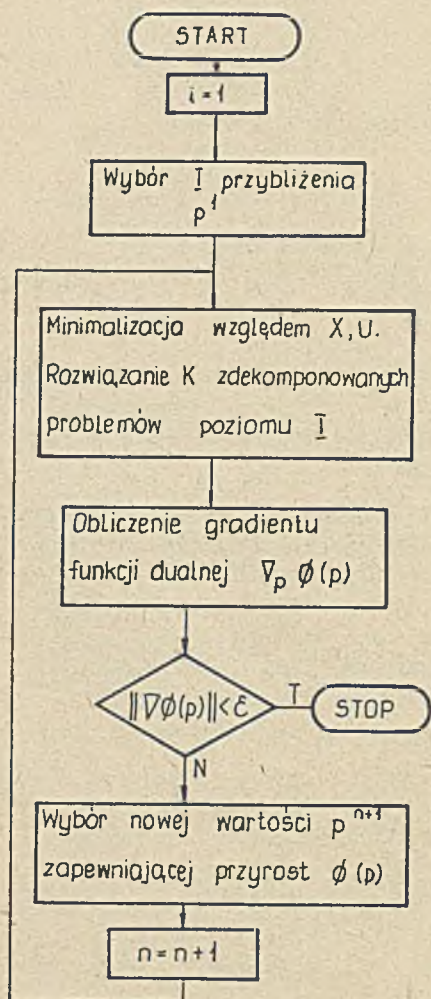 START
i=1
Wybór I przybliżenia
p¹
Minimalizacja względem X,U.
Rozwiązanie K zdekomponowanych
problemów poziomu I
Obliczenie gradientu
funkcji dualnej ∇ₚ ϕ(p)
‖∇ϕ(p)‖<ε
T
STOP
N
Wybór nowej wartości pⁿ⁺¹
zapewniającej przyrost ϕ(p)
n=n+1